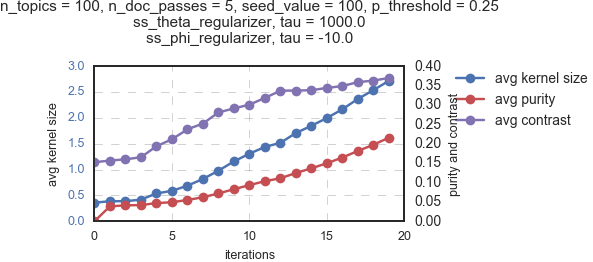 n_topics = 100, n_doc_passes = 5, seed_value = 100, p_threshold = 0.25
ss_theta_regularizer, tau = 1000.0
ss_phi_regularizer, tau = -10.0
3.0
2.5
2.0
1.5
1.0
0.5
0.0
avg kernel size
0.40
0.35
0.30
0.25
0.20
0.15
0.10
0.05
0.00
purity and contrast
avg kernel size
avg purity
avg contrast
0 5 10 15 20
iterations